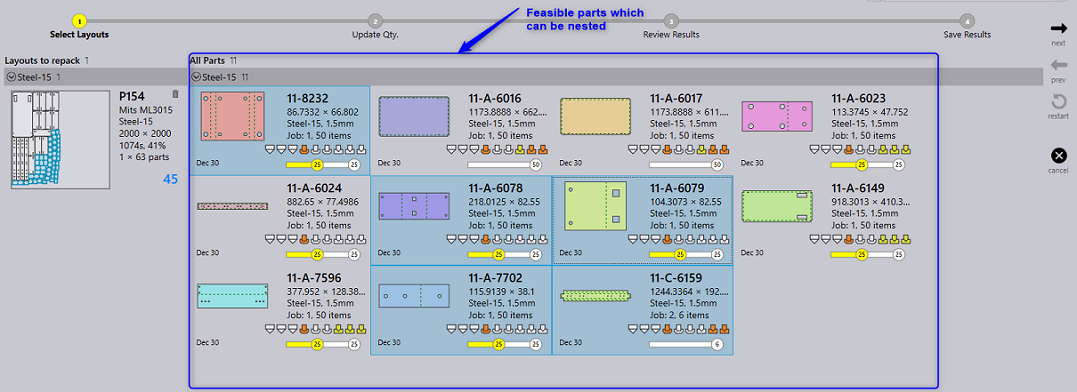 Feasible parts which
can be nested
1
2
3
4
Select Layouts
Update Qty.
Review Results
Save Results
next
prev
restart
cancel
Layouts to repack 1
Steel-15 1
P154
Mits ML3015
Steel-15
2000 × 2000
1074s, 41%
1 × 63 parts
45
All Parts 11
Steel-15 11
11-8232
86.7332 × 66.802
Steel-15, 1.5mm
Job: 1, 50 items
Dec 30
25
25
11-A-6016
1173.8888 × 662...
Steel-15, 1.5mm
Job: 1, 50 items
Dec 30
50
11-A-6017
1173.8888 × 611....
Steel-15, 1.5mm
Job: 1, 50 items
Dec 30
50
11-A-6023
113.3745 × 47.752
Steel-15, 1.5mm
Job: 1, 50 items
Dec 30
25
25
11-A-6024
882.65 × 77.4986
Steel-15, 1.5mm
Job: 1, 50 items
Dec 30
25
25
11-A-6078
218.0125 × 82.55
Steel-15, 1.5mm
Job: 1, 50 items
Dec 30
25
25
11-A-6079
104.3073 × 82.55
Steel-15, 1.5mm
Job: 1, 50 items
Dec 30
25
25
11-A-6149
918.3013 × 410.3...
Steel-15, 1.5mm
Job: 1, 50 items
Dec 30
25
25
11-A-7596
377.952 × 128.38...
Steel-15, 1.5mm
Job: 1, 50 items
Dec 30
25
25
11-A-7702
115.9139 × 38.1
Steel-15, 1.5mm
Job: 1, 50 items
Dec 30
25
25
11-C-6159
1244.3364 × 192....
Steel-15, 1.5mm
Job: 2, 6 items
Dec 30
6